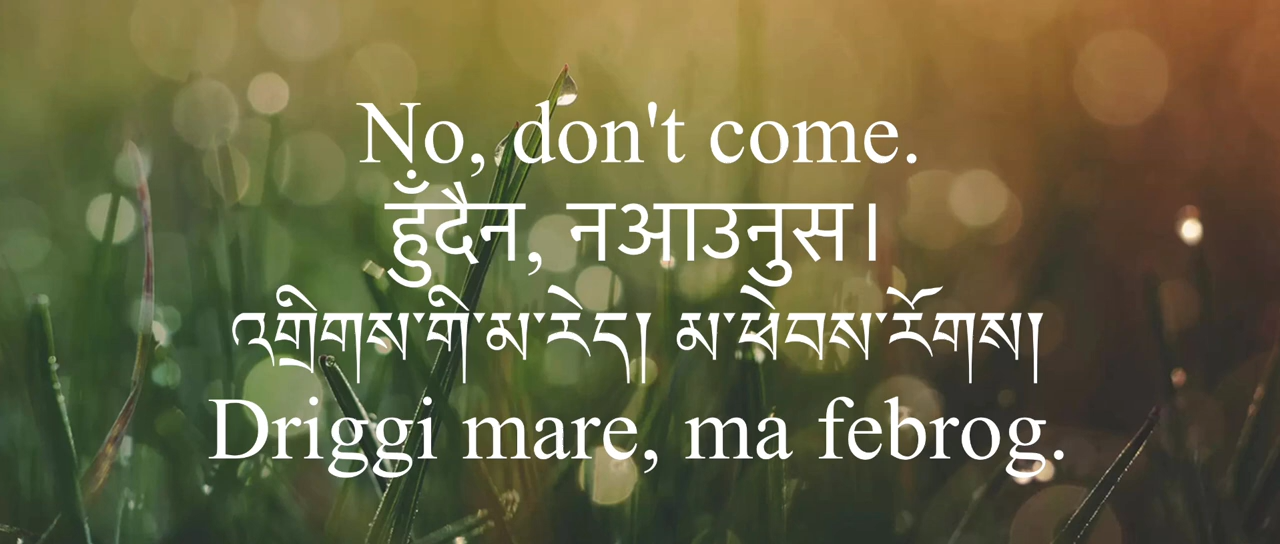 No, don't come.
हुँदैन, नआउनुस।
འགྲིགས་གི་མ་རེད། མ་ཕེབས་རོགས།
Driggi mare, ma febrog.